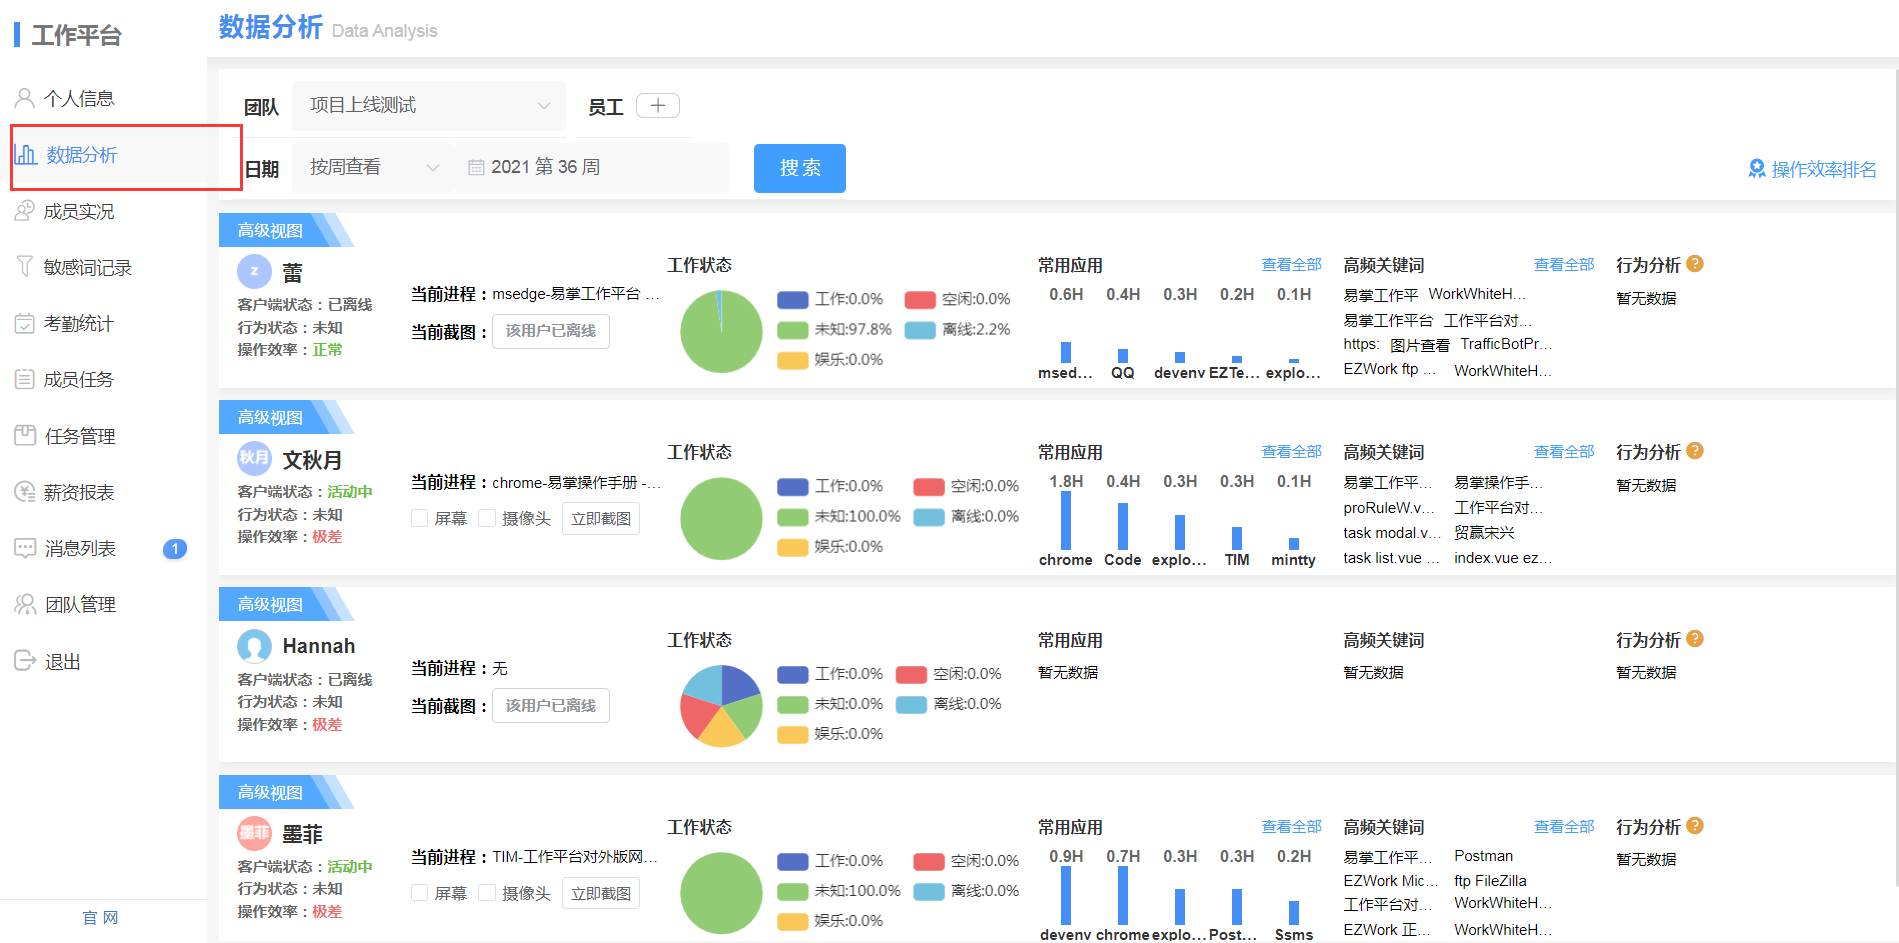 工作平台
个人信息
数据分析
成员实况
敏感词记录
考勤统计
成员任务
任务管理
薪资报表
消息列表 1
团队管理
退出
官网
数据分析 Data Analysis
团队 项目上线测试 员工 +
日期 按周查看 2021 第 36 周 搜索
操作效率排名
高级视图
z 蕾
客户端状态：已离线
行为状态：未知
操作效率：正常
当前进程：msedge-易掌工作平台 ...
当前截图： 该用户已离线
工作状态
工作:0.0% 空闲:0.0%
未知:97.8% 离线:2.2%
娱乐:0.0%
常用应用 查看全部
0.6H 0.4H 0.3H 0.2H 0.1H
msed... QQ devenv EZTe... explo...
高频关键词 查看全部
易掌工作平 WorkWhiteH...
易掌工作平台 工作平台对...
https: 图片查看 TrafficBotPr...
EZWork ftp ... WorkWhiteH...
行为分析 ?
暂无数据
高级视图
秋月 文秋月
客户端状态：活动中
行为状态：未知
操作效率：极差
当前进程：chrome-易掌操作手册 -...
屏幕 摄像头 立即截图
工作状态
工作:0.0% 空闲:0.0%
未知:100.0% 离线:0.0%
娱乐:0.0%
常用应用 查看全部
1.8H 0.4H 0.3H 0.3H 0.1H
chrome Code explo... TIM mintty
高频关键词 查看全部
易掌工作平... 易掌操作手...
proRuleW.v... 工作平台对...
task modal.v... 贸赢宋兴
task list.vue ... index.vue ez...
行为分析 ?
暂无数据
高级视图
Hannah
客户端状态：已离线
行为状态：未知
操作效率：极差
当前进程：无
当前截图： 该用户已离线
工作状态
工作:0.0% 空闲:0.0%
未知:0.0% 离线:0.0%
娱乐:0.0%
常用应用
暂无数据
高频关键词
暂无数据
行为分析 ?
暂无数据
高级视图
墨菲 墨菲
客户端状态：活动中
行为状态：未知
操作效率：极差
当前进程：TIM-工作平台对外版网...
屏幕 摄像头 立即截图
工作状态
工作:0.0% 空闲:0.0%
未知:100.0% 离线:0.0%
娱乐:0.0%
常用应用 查看全部
0.9H 0.7H 0.3H 0.3H 0.2H
devenv chrome explo... Post... Ssms
高频关键词 查看全部
易掌工作平... Postman
EZWork Mic... ftp FileZilla
工作平台对... WorkWhiteH...
EZWork 正... WorkWhiteH...
行为分析 ?
暂无数据